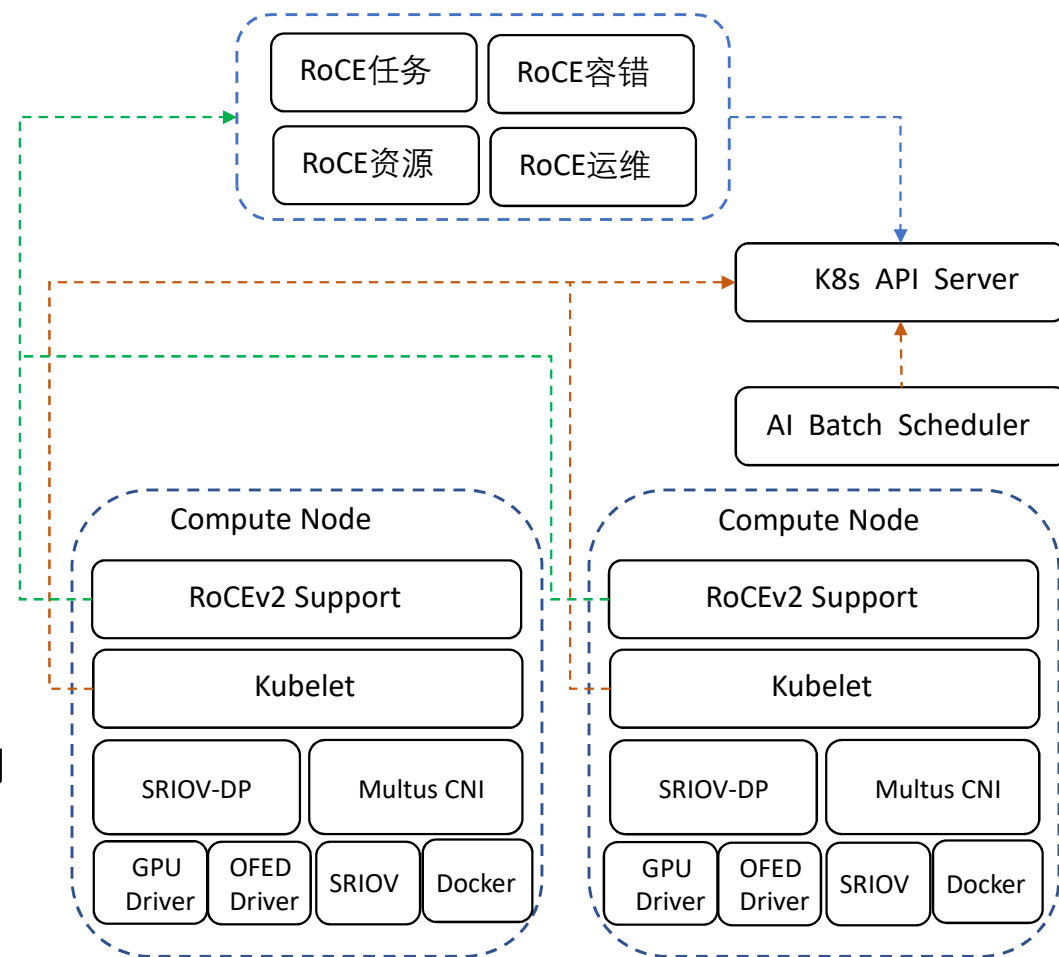 RoCE任务
RoCE容错
RoCE资源
RoCE运维
K8s API Server
AI Batch Scheduler
Compute Node
RoCEv2 Support
Kubelet
SRIOV-DP
Multus CNI
GPU
Driver
OFED
Driver
SRIOV
Docker
Compute Node
RoCEv2 Support
Kubelet
SRIOV-DP
Multus CNI
GPU
Driver
OFED
Driver
SRIOV
Docker